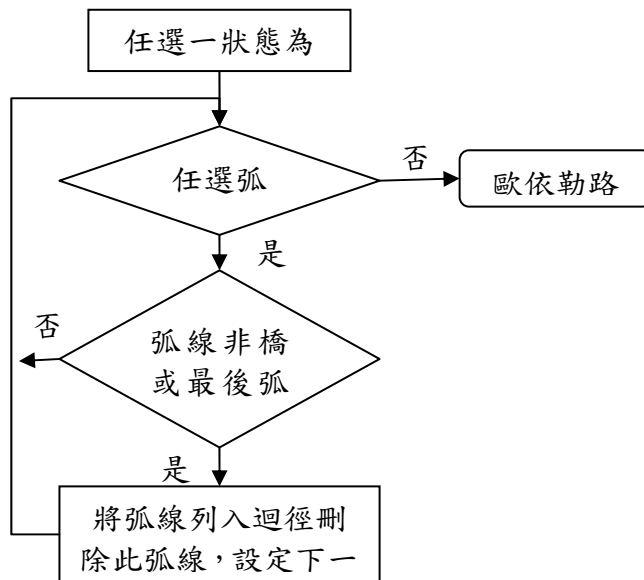 任選一狀態為
任選弧
否
歐依勒路
是
否
弧線非橋
或最後弧
是
將弧線列入迴徑刪
除此弧線，設定下一